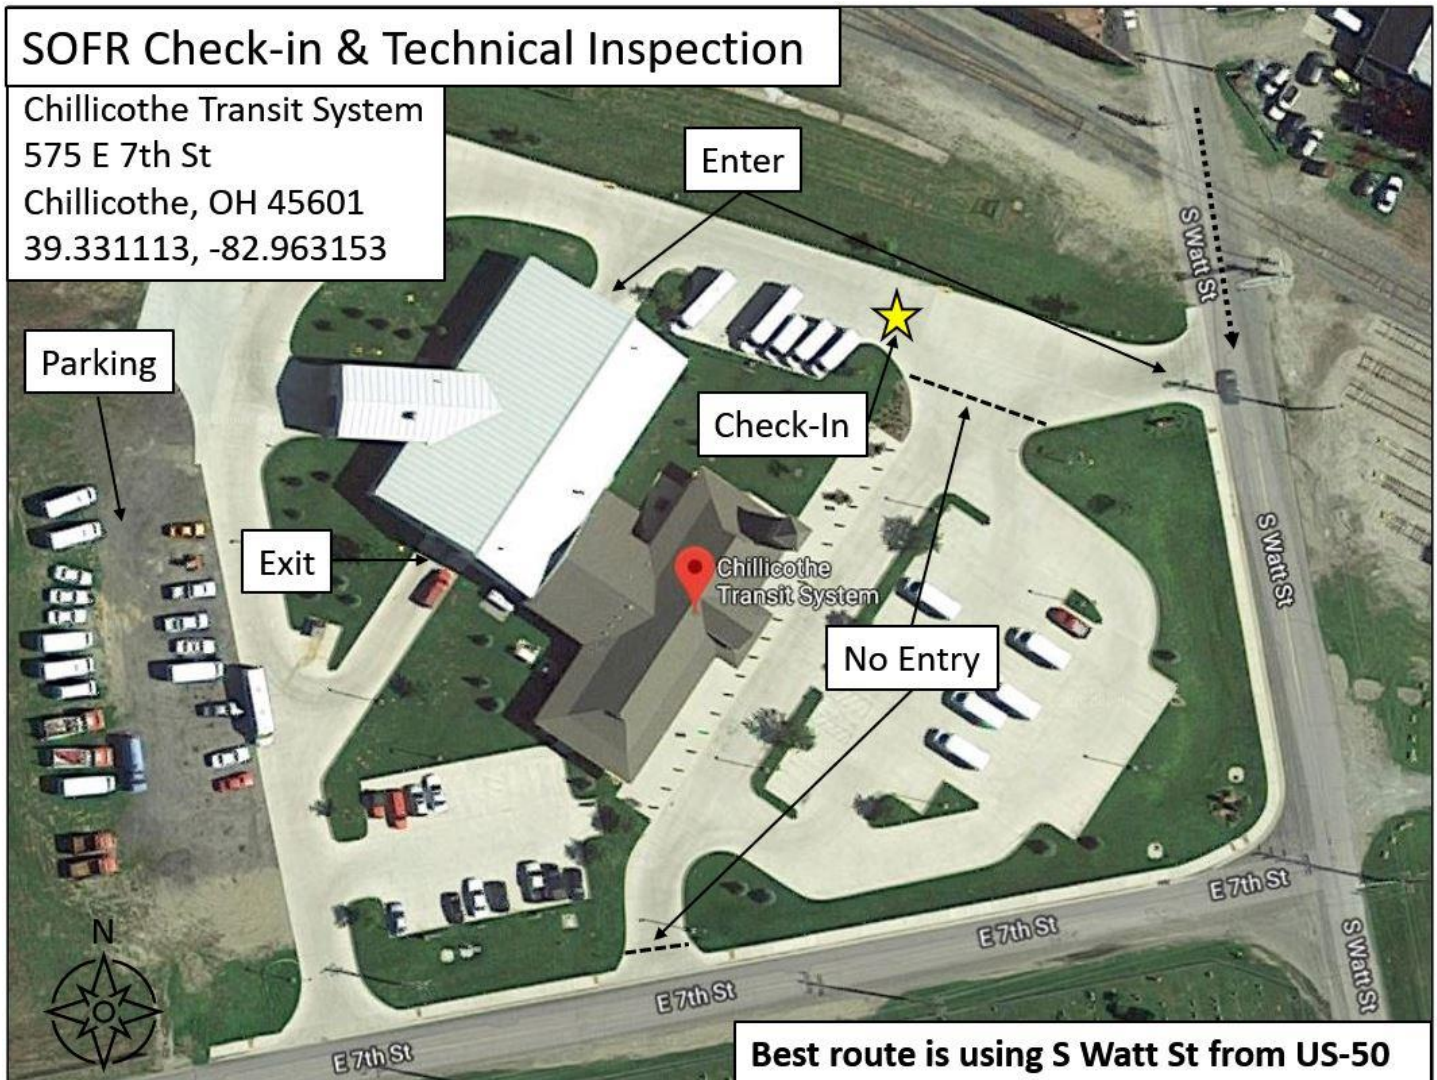 SOFR Check-in & Technical Inspection
Chillicothe Transit System
575 E 7th St
Chillicothe, OH 45601
39.331113, -82.963153
Enter
S Watt St
Parking
Check-In
Exit
S Watt St
Chillicothe
Transit System
No Entry
E 7th St
E 7th St
S Watt St
N
E 7th St
E 7th St
Best route is using S Watt St from US-50